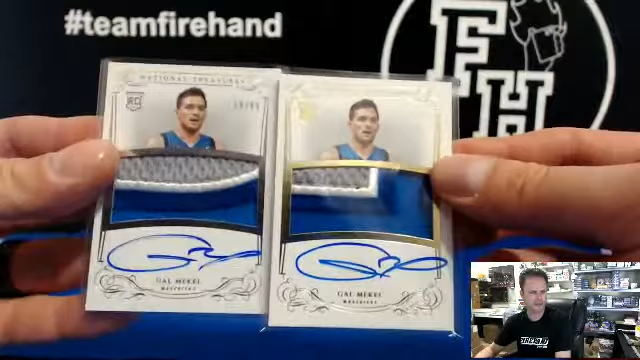 #teamfirehand
FH
NATIONAL TREASURES
RC
GAL MEKEL
MAVERICKS
GAL MEKEL
MAVERICKS